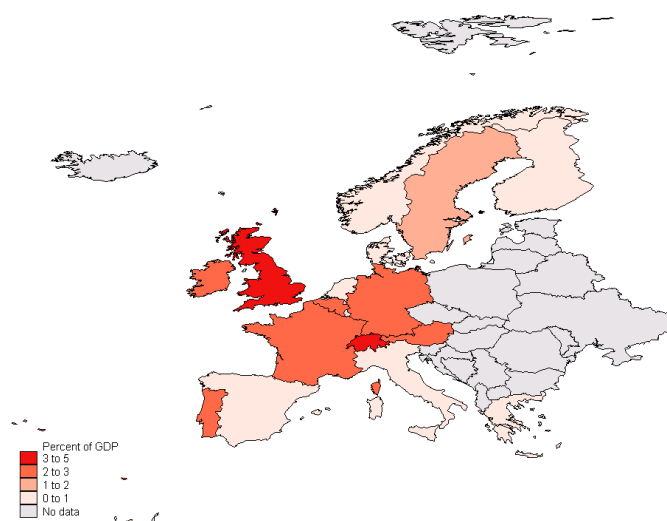 Percent of GDP
3 to 5
2 to 3
1 to 2
0 to 1
No data